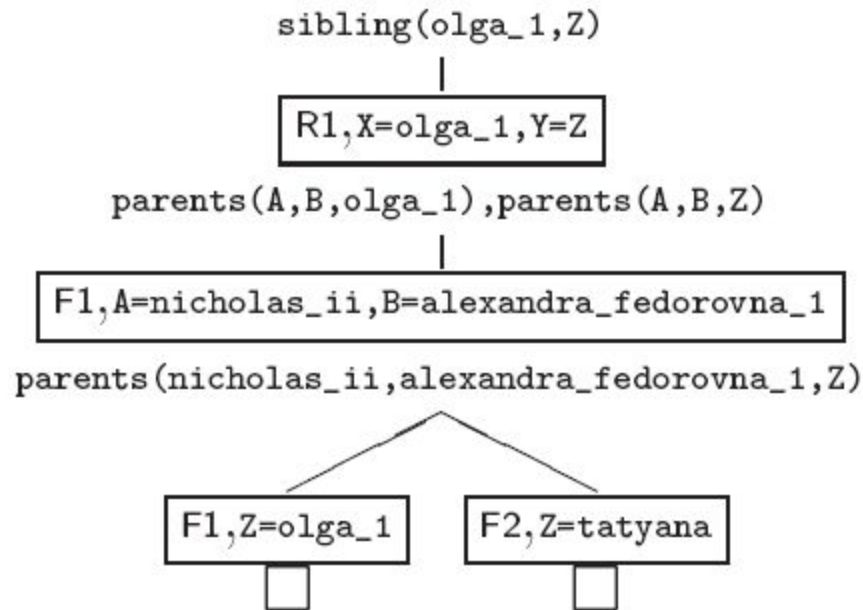 sibling(olga_1,Z)
R1,X=olga_1,Y=Z
parents(A,B,olga_1),parents(A,B,Z)
F1,A=nicholas_ii,B=alexandra_fedorovna_1
parents(nicholas_ii,alexandra_fedorovna_1,Z)
F1,Z=olga_1
F2,Z=tatyana